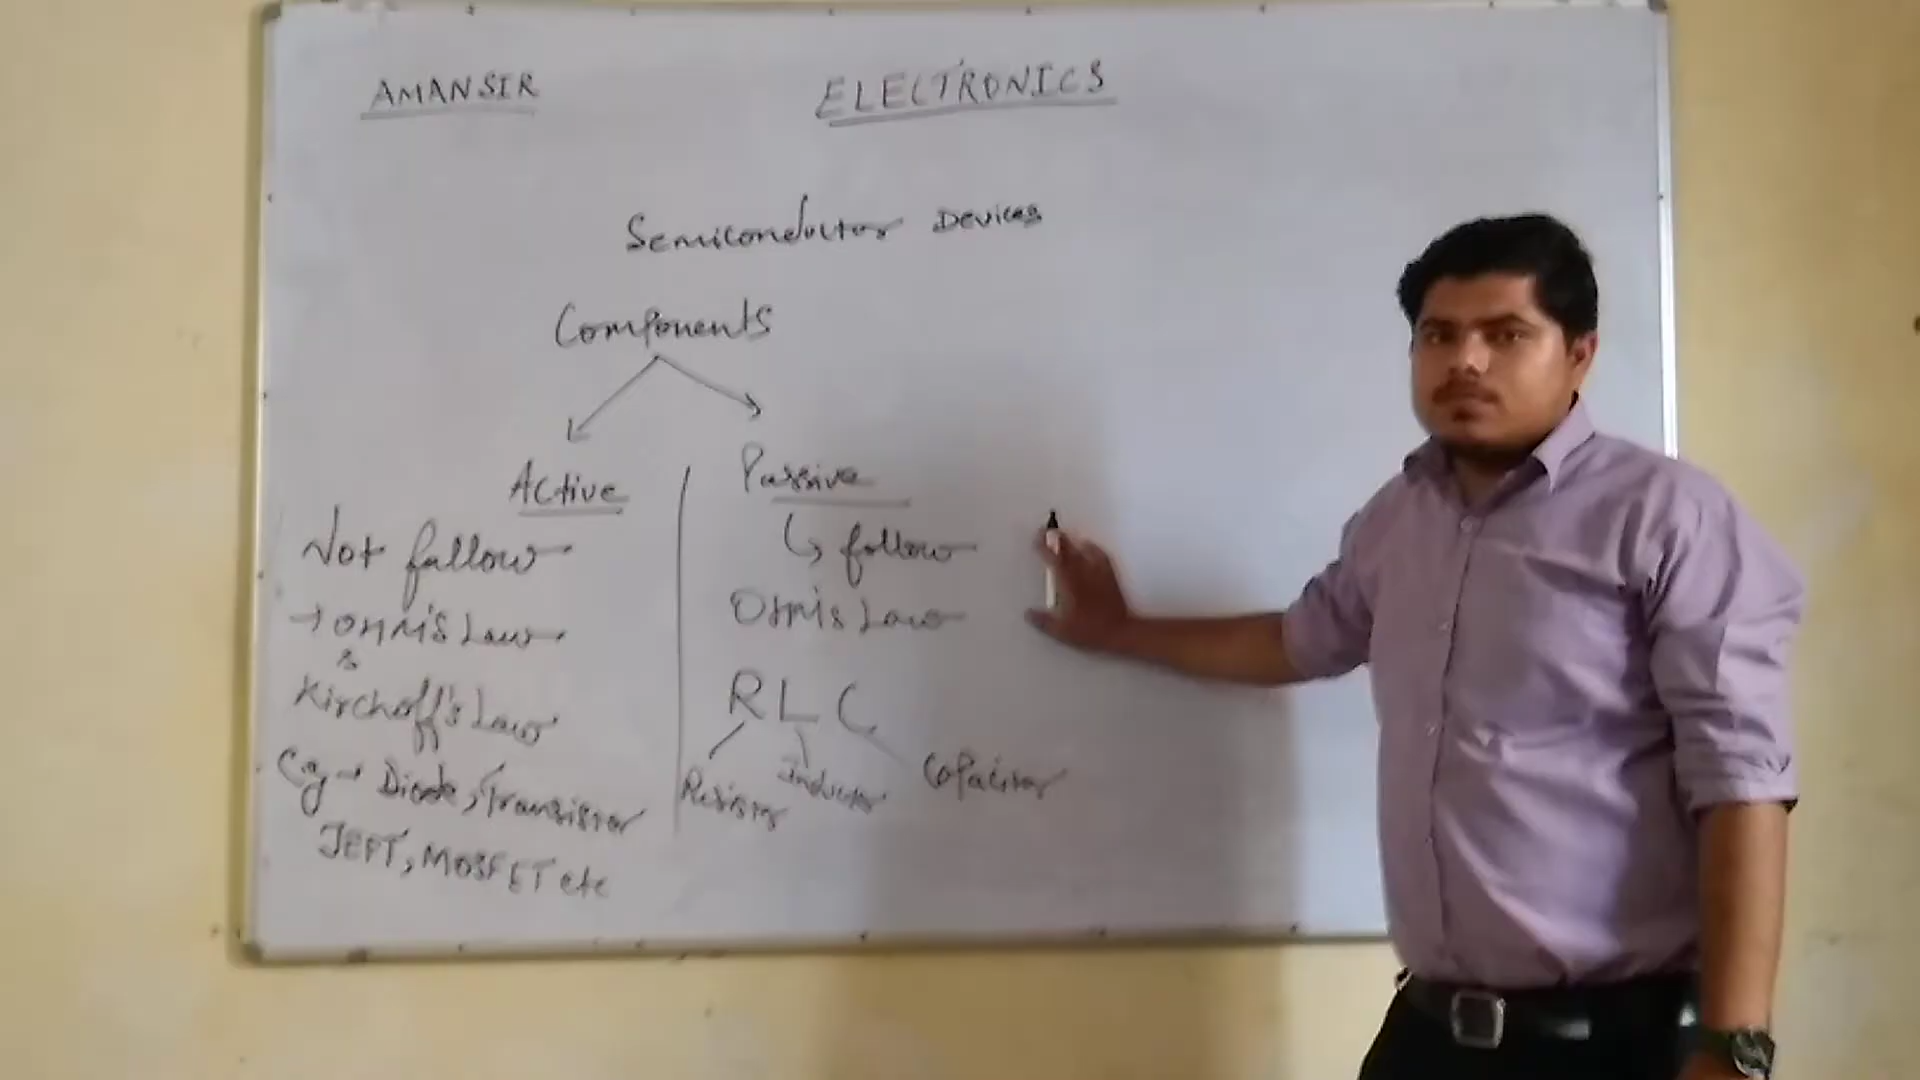 AMANSIR
ELECTRONICS
Semiconductor Devices
Components
Active
Passive
Not fallow
→ OHM'S Law
&
Kirchoff's Law
Eg → Diode, Transistor
JEFT, MOSFET etc
↳ follow
OHM's Law
R L C
Resistor
Inductor
Capacitor